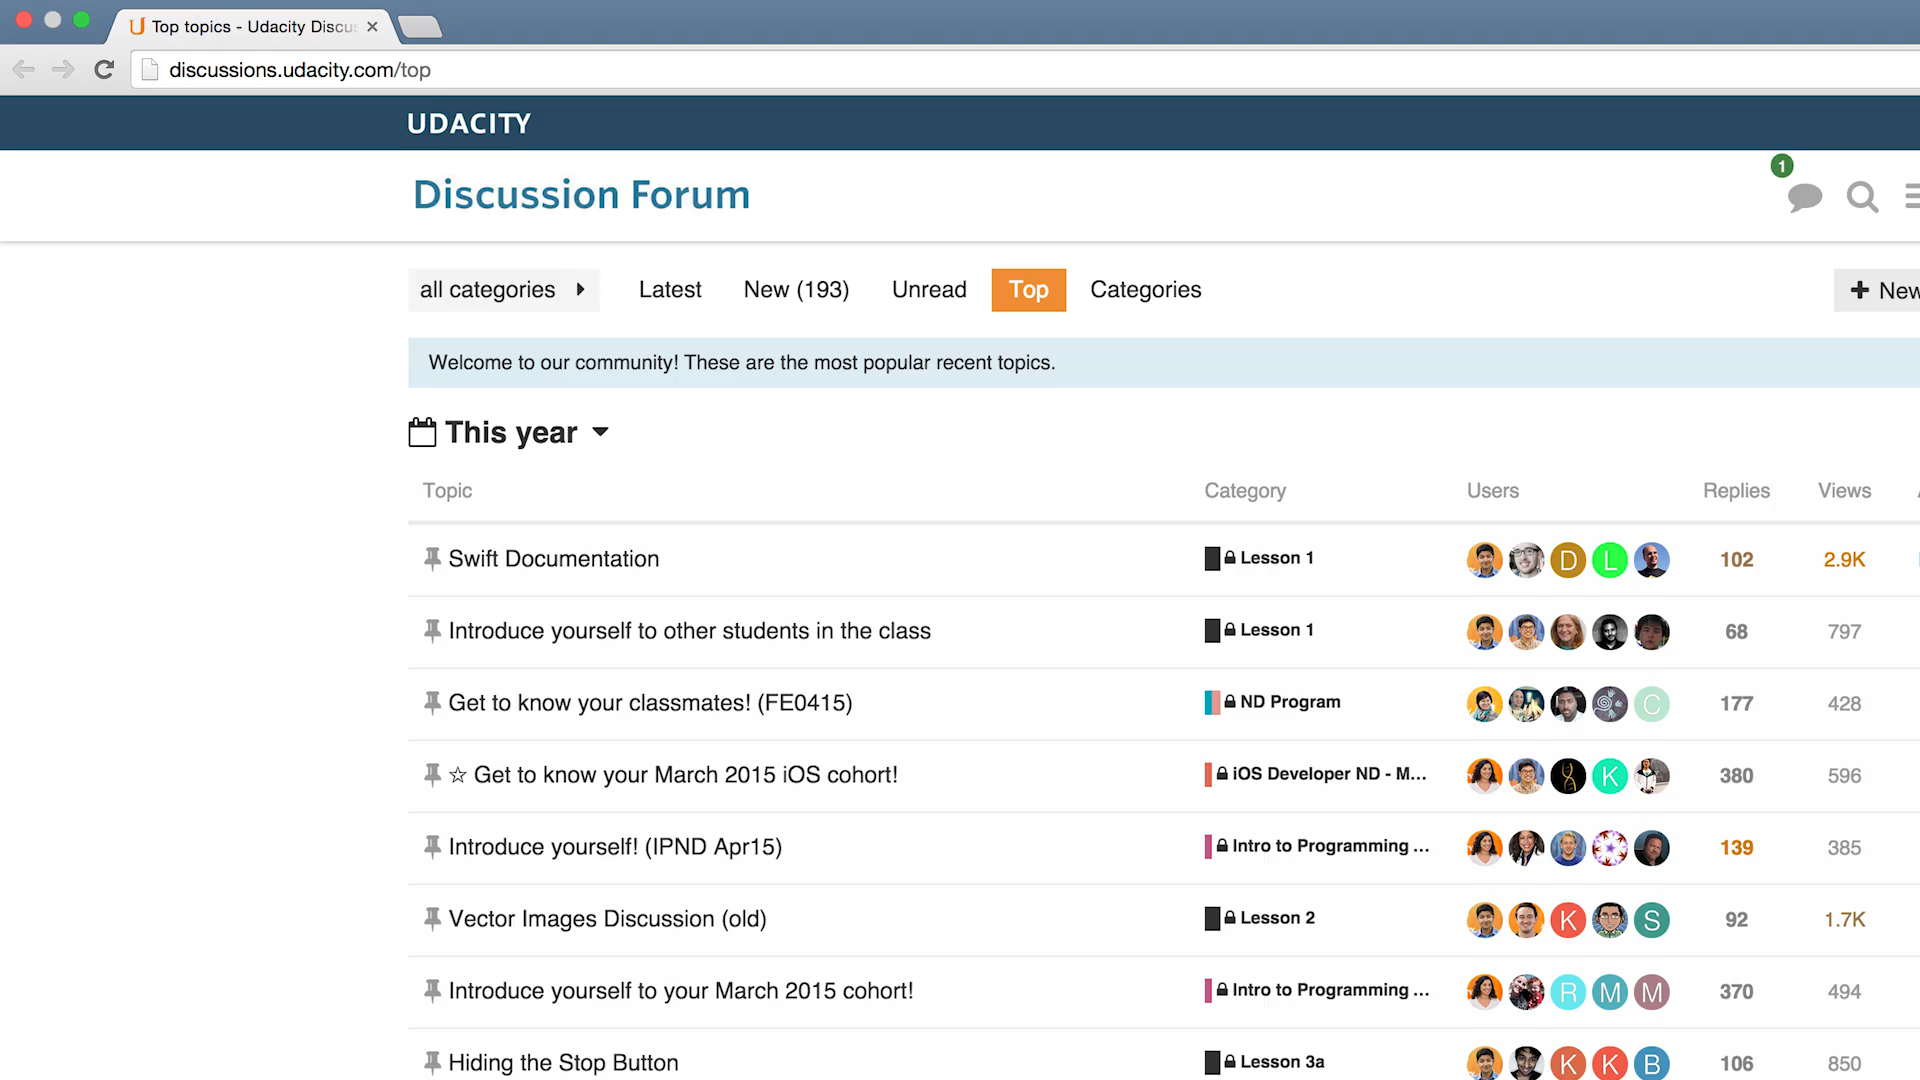 Top topics - Udacity Discus
discussions.udacity.com/top
UDACITY
Discussion Forum
1
all categories Latest New (193) Unread Top Categories + New
Welcome to our community! These are the most popular recent topics.
This year
Topic Category Users Replies Views
Swift Documentation Lesson 1 D L 102 2.9K
Introduce yourself to other students in the class Lesson 1 68 797
Get to know your classmates! (FE0415) ND Program C 177 428
☆ Get to know your March 2015 iOS cohort! iOS Developer ND - M... K 380 596
Introduce yourself! (IPND Apr15) Intro to Programming ... 139 385
Vector Images Discussion (old) Lesson 2 K S 92 1.7K
Introduce yourself to your March 2015 cohort! Intro to Programming ... R M M 370 494
Hiding the Stop Button Lesson 3a K K B 106 850